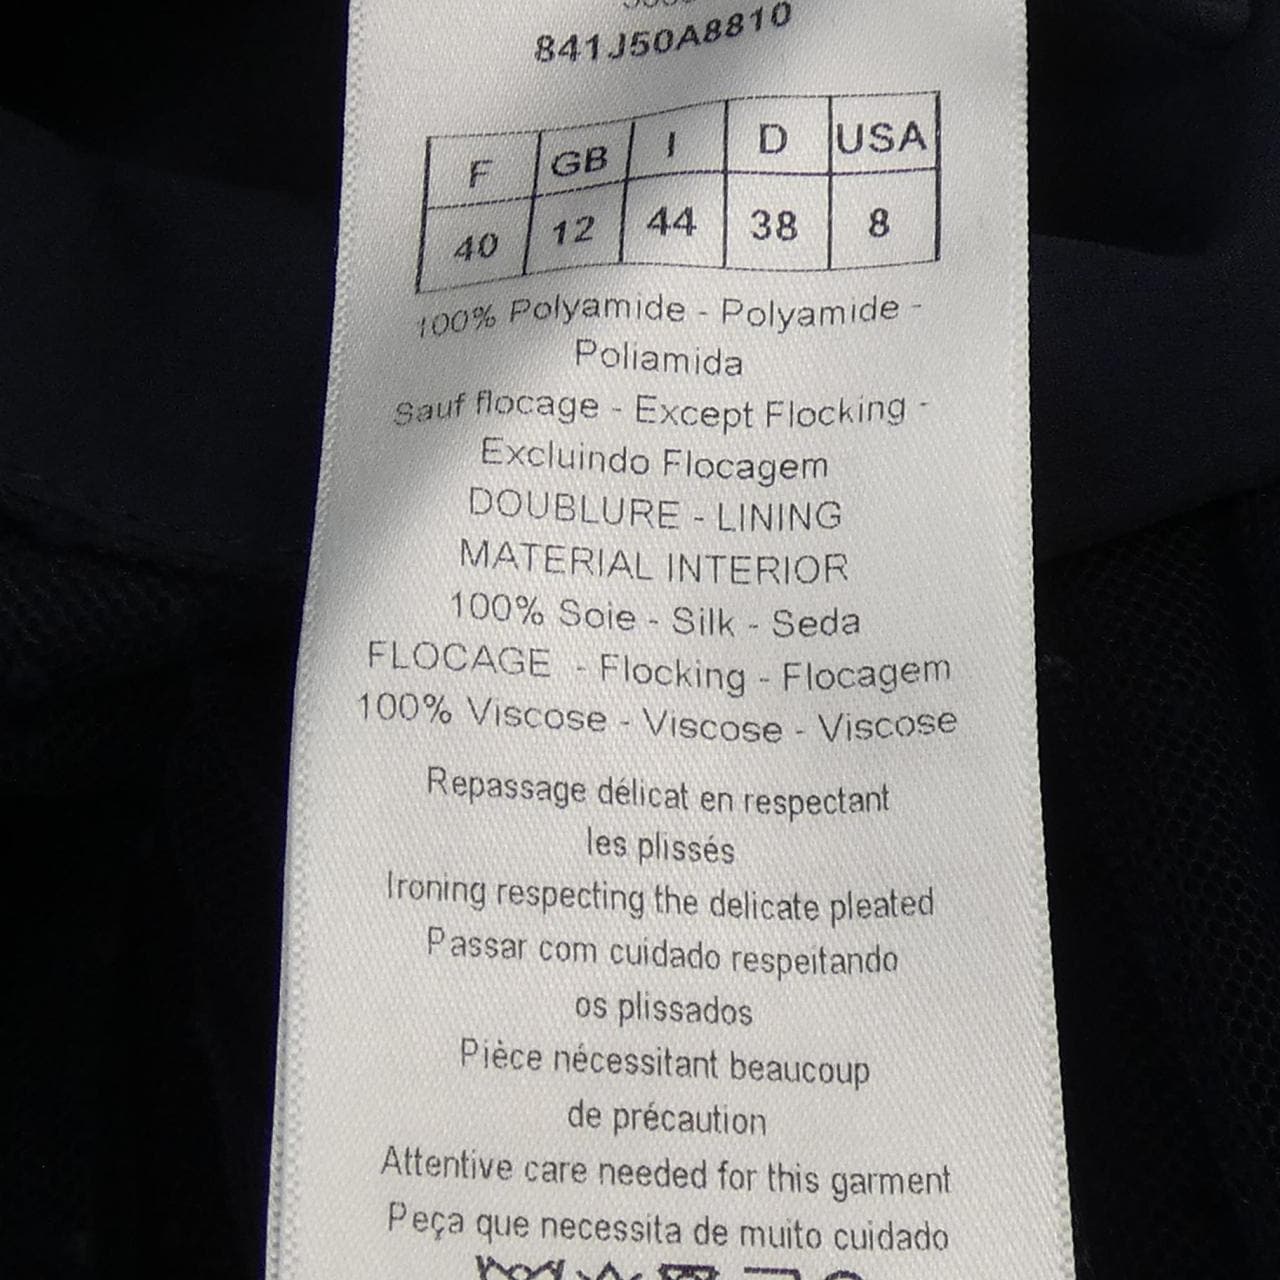 841J50A8810
F GB I D USA
40 12 44 38 8
100% Polyamide - Polyamide -
Poliamida
Sauf flocage - Except Flocking -
Excluindo Flocagem
DOUBLURE - LINING
MATERIAL INTERIOR
100% Soie - Silk - Seda
FLOCAGE - Flocking - Flocagem
100% Viscose - Viscose - Viscose
Repassage délicat en respectant
les plissés
Ironing respecting the delicate pleated
Passar com cuidado respeitando
os plissados
Pièce nécessitant beaucoup
de précaution
Attentive care needed for this garment
Peça que necessita de muito cuidado